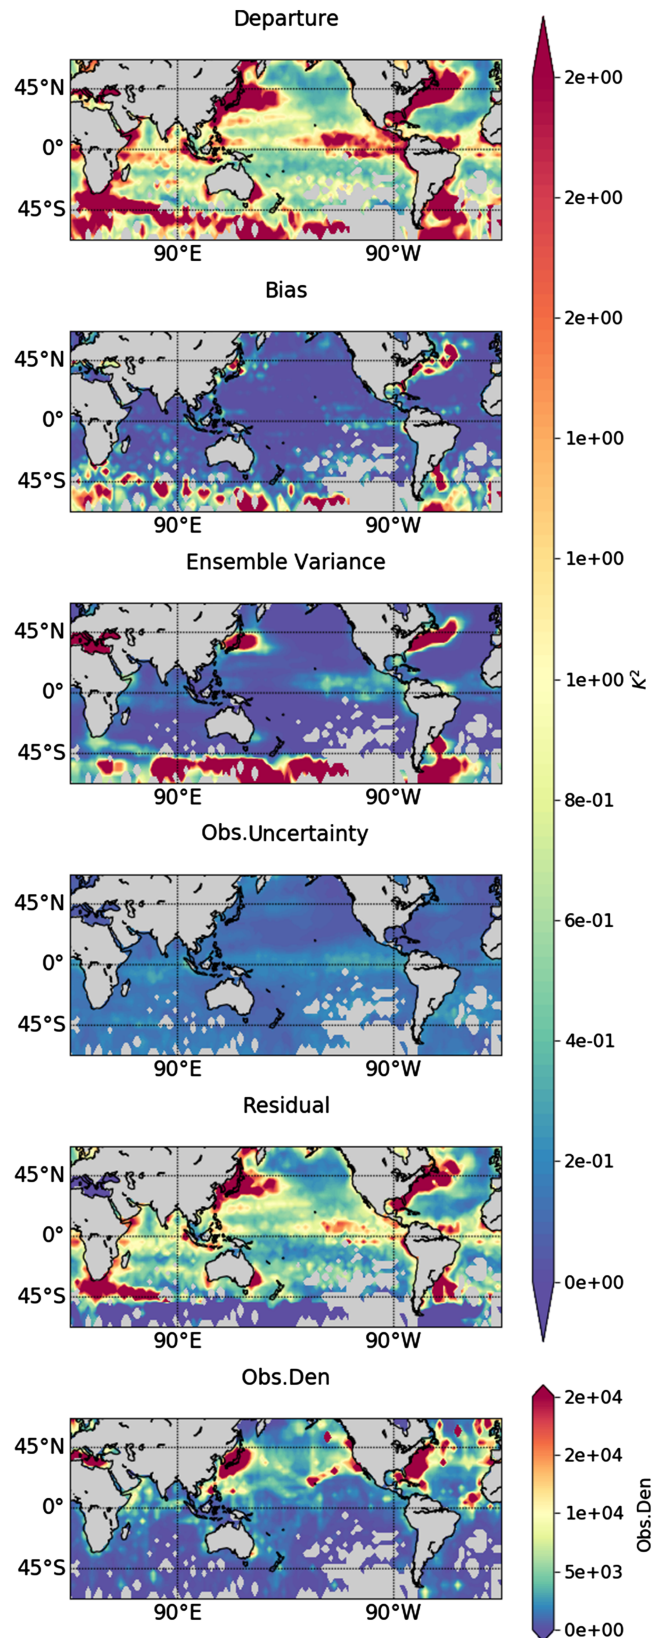 Departure
45°N
0°
45°S
90°E
90°W
Bias
45°N
0°
45°S
90°E
90°W
Ensemble Variance
45°N
0°
45°S
90°E
90°W
Obs.Uncertainty
45°N
0°
45°S
90°E
90°W
Residual
45°N
0°
45°S
90°E
90°W
Obs.Den
45°N
0°
45°S
90°E
90°W
2e+00
2e+00
2e+00
1e+00
1e+00
1e+00
8e-01
6e-01
4e-01
2e-01
0e+00
K²
2e+04
2e+04
1e+04
5e+03
0e+00
Obs.Den